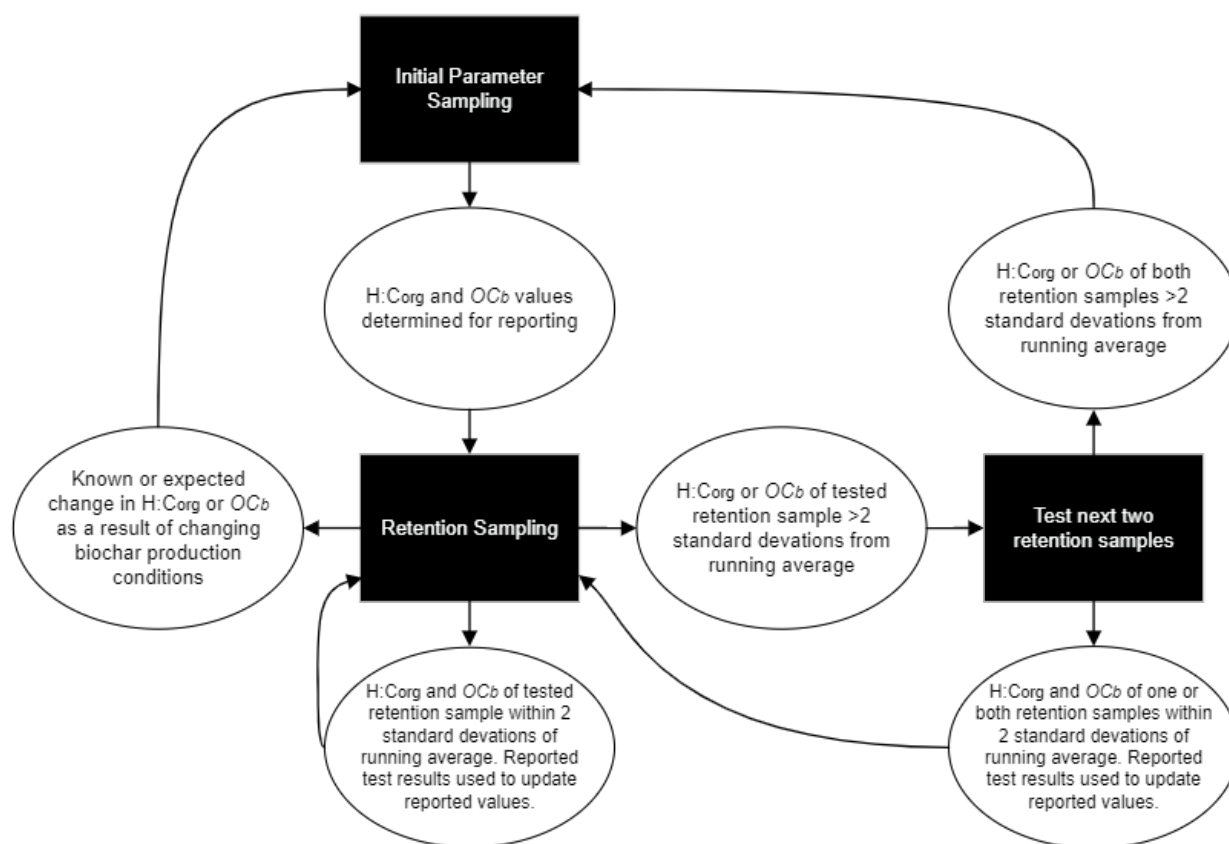 Initial Parameter
Sampling
H:Corg and OCb values
determined for reporting
H:Corg or OCb of both
retention samples >2
standard devations from
running average
Known or expected
change in H:Corg or OCb
as a result of changing
biochar production
conditions
Retention Sampling
H:Corg or OCb of tested
retention sample >2
standard devations from
running average
Test next two
retention samples
H:Corg and OCb of tested
retention sample within 2
standard devations of
running average. Reported
test results used to update
reported values.
H:Corg and OCb of one or
both retention samples within
2 standard devations of
running average. Reported
test results used to update
reported values.